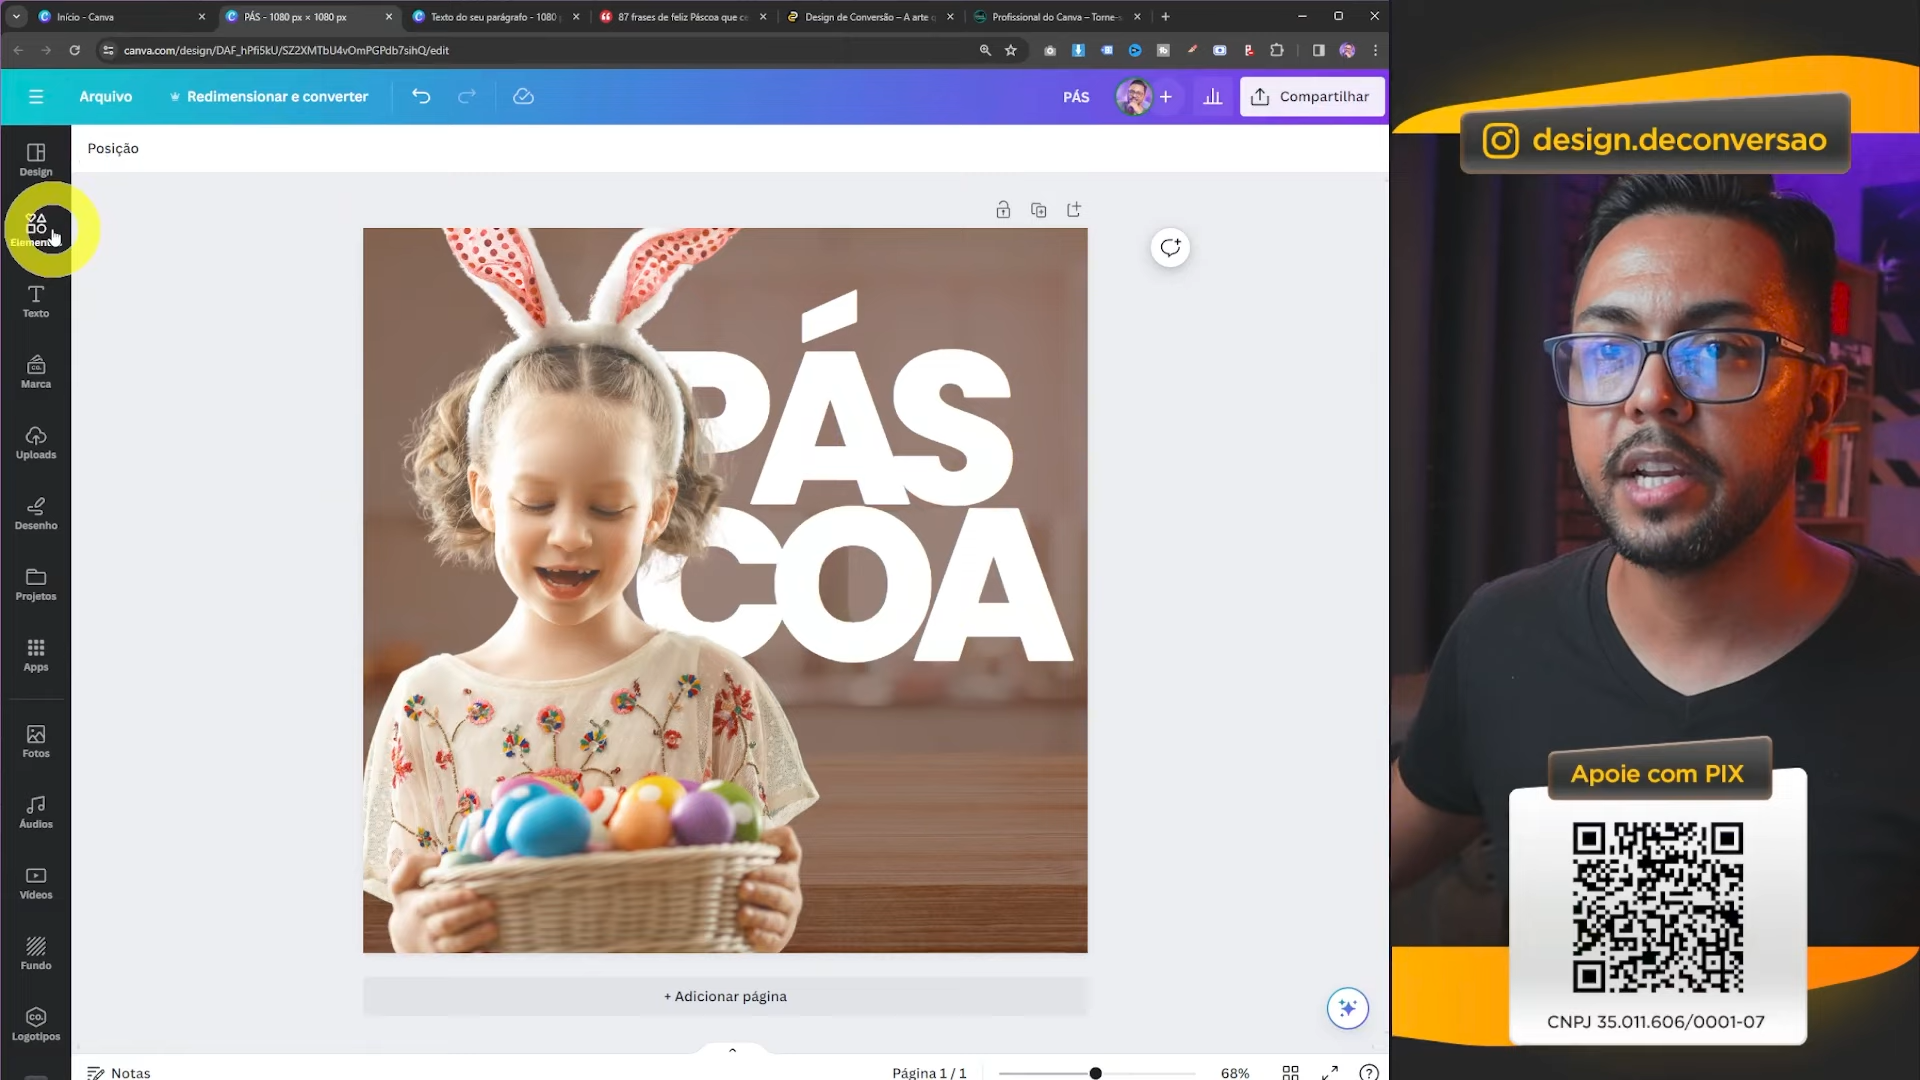 Início - Canva
PÁS - 1080 px × 1080 px
Texto do seu parágrafo - 1080
87 frases de feliz Páscoa que c
Design de Conversão – A arte
Profissional do Canva – Torne-
canva.com/design/DAF_hPfi5kU/SZ2XMTbU4vOmPGPdb7sihQ/edit
Arquivo
Redimensionar e converter
PÁS
Compartilhar
Posição
Design
Element
Texto
Marca
Uploads
Desenho
Projetos
Apps
Fotos
Áudios
Vídeos
Fundo
Logotipos
PÁS
COA
+ Adicionar página
Notas
Página 1 / 1
68%
design.deconversao
Apoie com PIX
CNPJ 35.011.606/0001-07